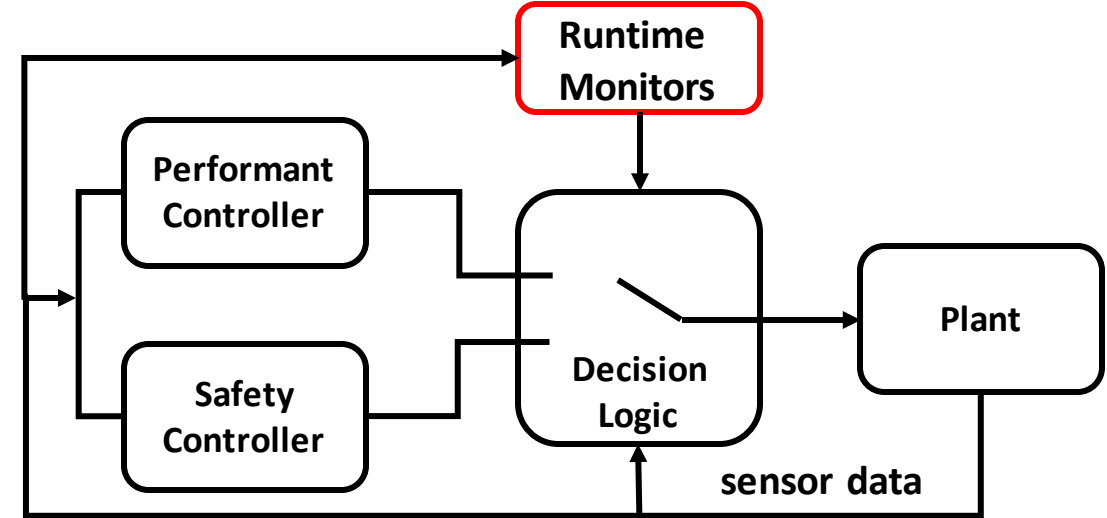 Runtime
Monitors
Performant
Controller
Safety
Controller
Decision
Logic
Plant
sensor data